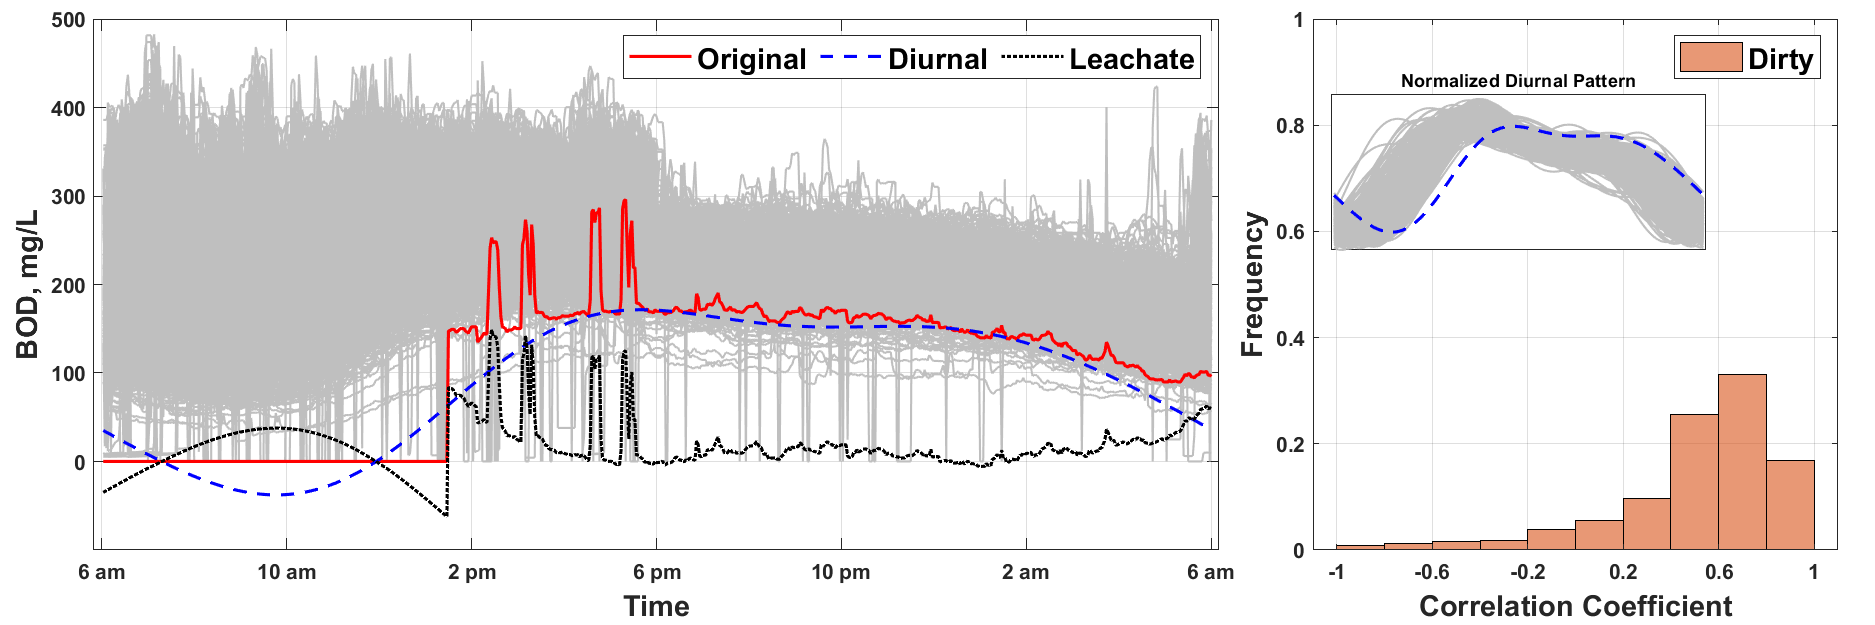 500
400
300
200
100
0
BOD, mg/L
Original
Diurnal
Leachate
6 am
10 am
2 pm
6 pm
10 pm
2 am
6 am
Time
1
0.8
0.6
0.4
0.2
0
Frequency
Dirty
Normalized Diurnal Pattern
-1
-0.6
-0.2
0.2
0.6
1
Correlation Coefficient